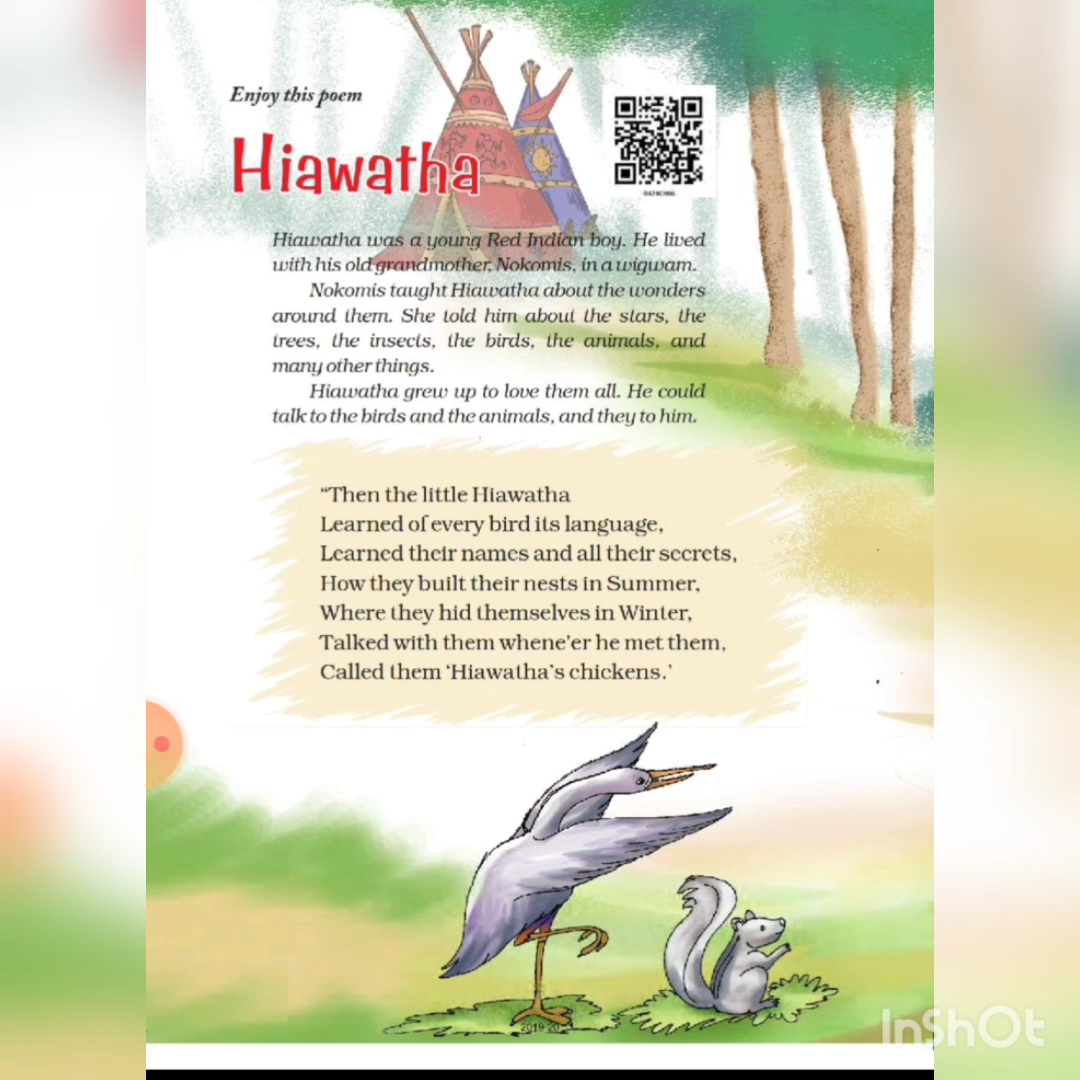 Enjoy this poem
Hiawatha
Hiawatha was a young Red Indian boy. He lived
with his old grandmother, Nokomis, in a wigwam.
Nokomis taught Hiawatha about the wonders
around them. She told him about the stars, the
trees, the insects, the birds, the animals, and
many other things.
Hiawatha grew up to love them all. He could
talk to the birds and the animals, and they to him.
“Then the little Hiawatha
Learned of every bird its language,
Learned their names and all their secrets,
How they built their nests in Summer,
Where they hid themselves in Winter,
Talked with them whene’er he met them,
Called them ‘Hiawatha’s chickens.’
2019-20
InShOt